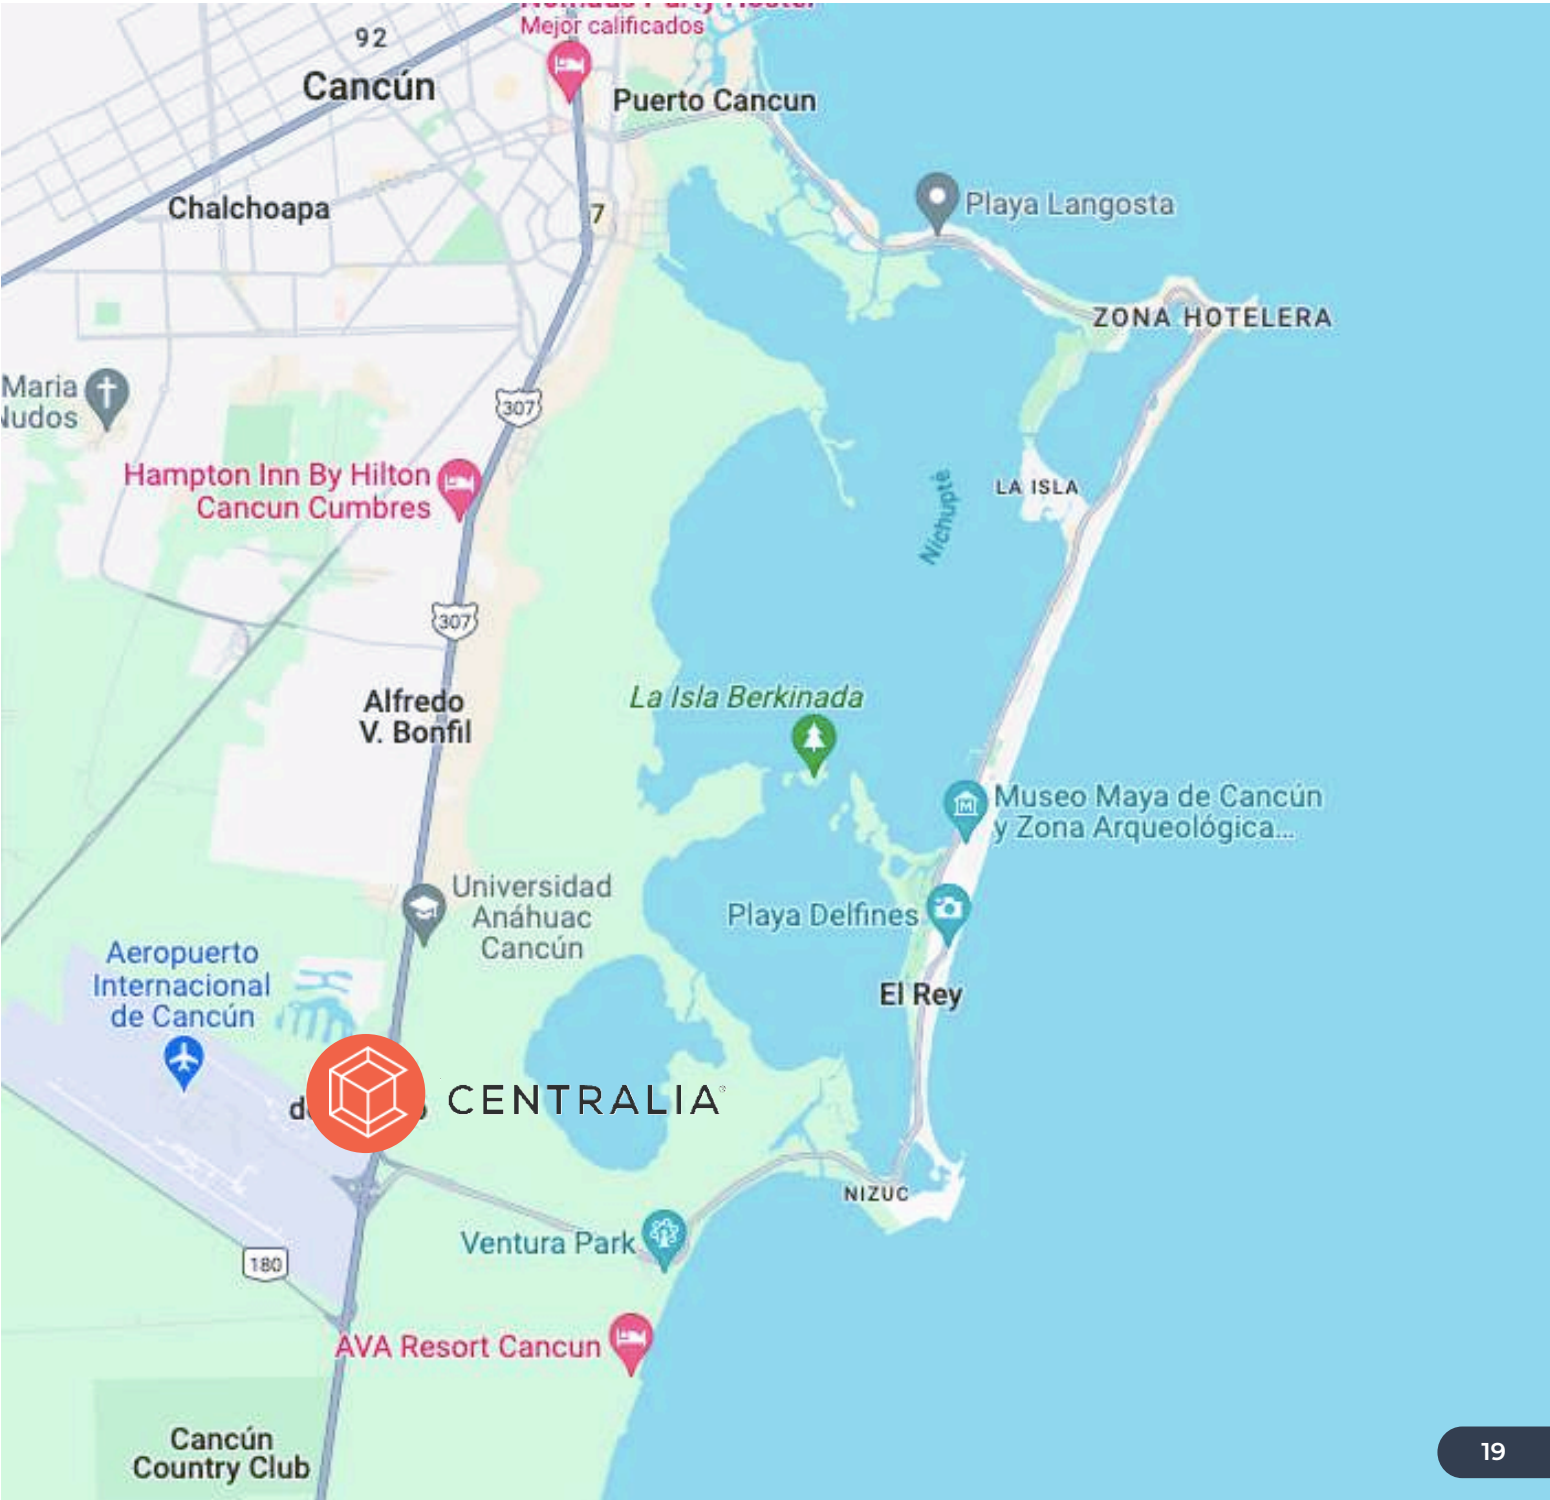 Mejor calificados
92
Cancún
Puerto Cancun
Chalchoapa
7
Playa Langosta
ZONA HOTELERA
Maria
Nudos
307
Hampton Inn By Hilton
Cancun Cumbres
LA ISLA
Nichupté
307
La Isla Berkinada
Alfredo
V. Bonfil
Museo Maya de Cancún
y Zona Arqueológica...
Universidad
Anáhuac
Cancún
Playa Delfines
Aeropuerto
Internacional
de Cancún
El Rey
CENTRALIA
NIZUC
Ventura Park
180
AVA Resort Cancun
Cancún
Country Club
19